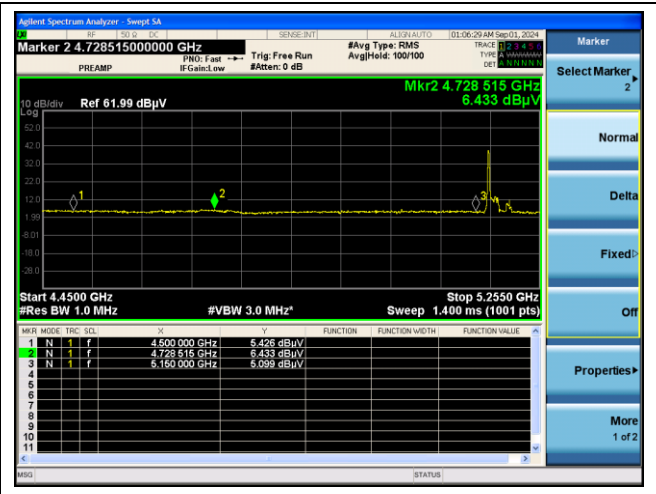 Agilent Spectrum Analyzer - Swept SA
RF 50 Ω DC SENSE:INT ALIGN AUTO 01:06:29 AM Sep 01, 2024
Marker 2 4.728515000000 GHz
PREAMP
PNO: Fast
IFGain:Low
Trig: Free Run
#Atten: 0 dB
#Avg Type: RMS
Avg|Hold: 100/100
TRACE 1 2 3 4 5 6
TYPE
DET A N N N N N
Marker
Select Marker
2
Normal
Delta
Fixed
Off
Properties
More
1 of 2
Mkr2 4.728 515 GHz
6.433 dBµV
10 dB/div Ref 61.99 dBµV
Log
52.0
42.0
32.0
22.0
12.0
1.99
-8.01
-18.0
-28.0
1
2
3
Start 4.4500 GHz
#Res BW 1.0 MHz
#VBW 3.0 MHz*
Stop 5.2550 GHz
Sweep 1.400 ms (1001 pts)
MKR MODE TRC SCL X Y FUNCTION FUNCTION WIDTH FUNCTION VALUE
1 N 1 f 4.500 000 GHz 5.426 dBµV
2 N 1 f 4.728 515 GHz 6.433 dBµV
3 N 1 f 5.150 000 GHz 5.099 dBµV
4
5
6
7
8
9
10
11
MSG STATUS